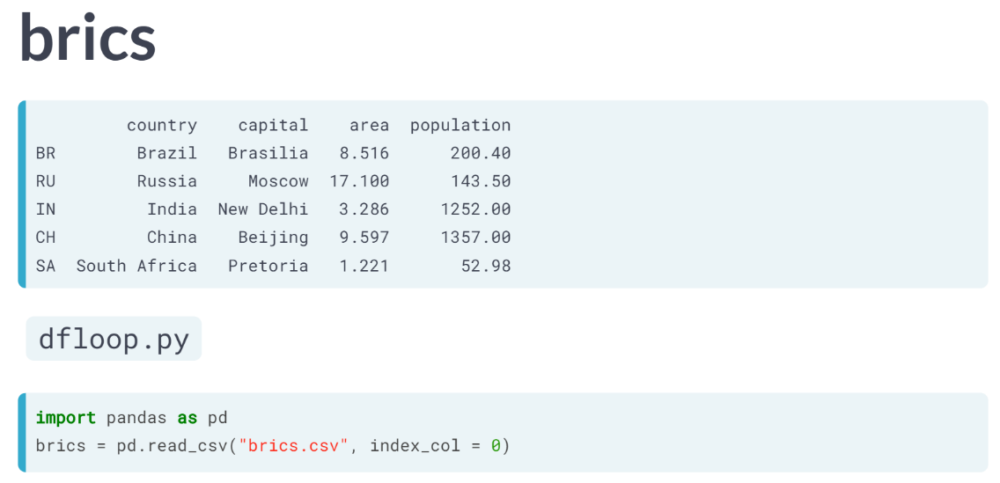 brics
country capital area population
BR Brazil Brasilia 8.516 200.40
RU Russia Moscow 17.100 143.50
IN India New Delhi 3.286 1252.00
CH China Beijing 9.597 1357.00
SA South Africa Pretoria 1.221 52.98
dfloop.py
import pandas as pd
brics = pd.read_csv("brics.csv", index_col = 0)